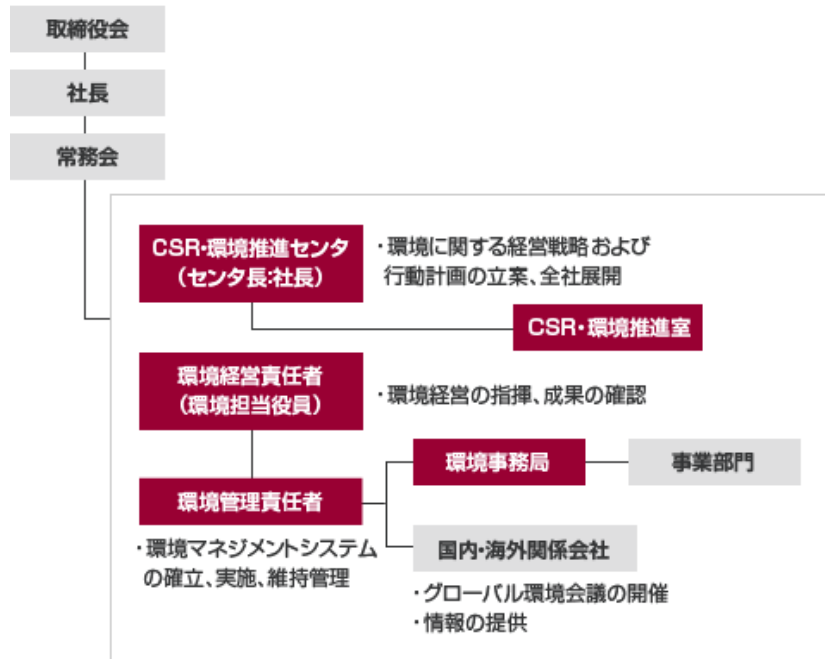 取締役会
社長
常務会
CSR・環境推進センタ
(センタ長:社長)
・環境に関する経営戦略および
行動計画の立案、全社展開
CSR・環境推進室
環境経営責任者
(環境担当役員)
・環境経営の指揮、成果の確認
環境事務局
事業部門
環境管理責任者
・環境マネジメントシステム
の確立、実施、維持管理
国内・海外関係会社
・グローバル環境会議の開催
・情報の提供